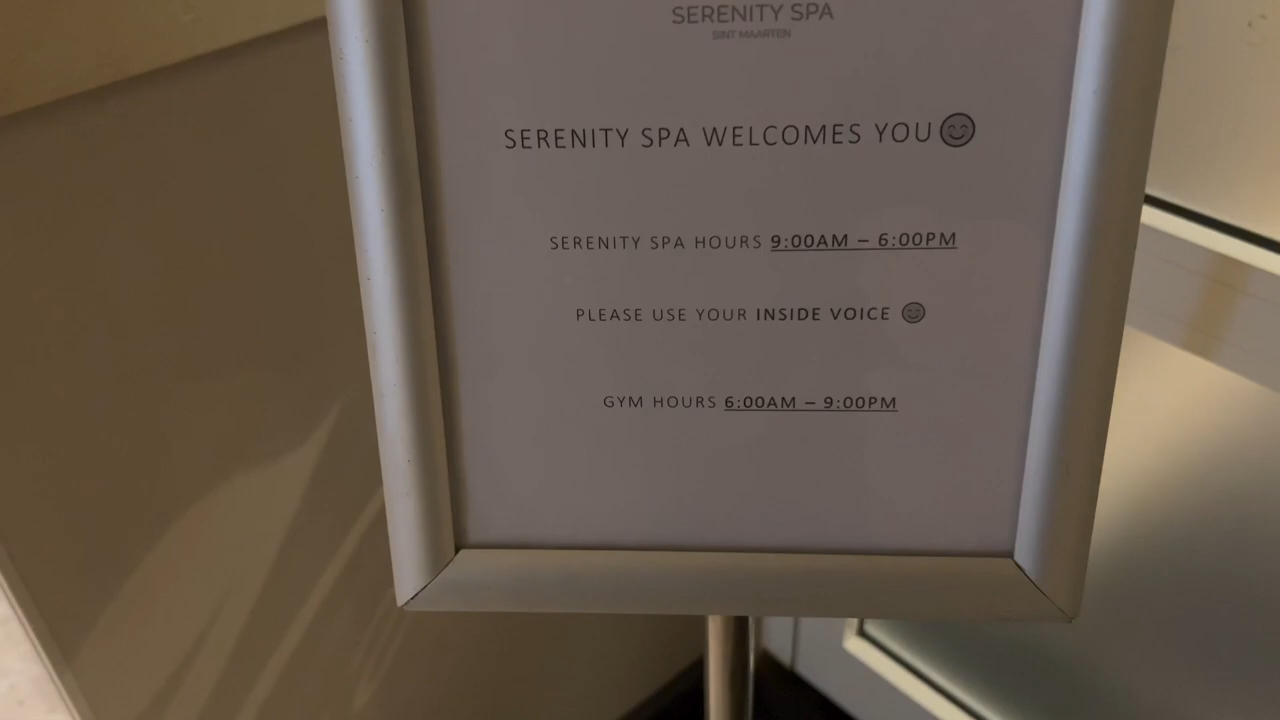 SERENITY SPA
SINT MAARTEN
SERENITY SPA WELCOMES YOU😊
SERENITY SPA HOURS 9:00AM – 6:00PM
PLEASE USE YOUR INSIDE VOICE 😊
GYM HOURS 6:00AM – 9:00PM